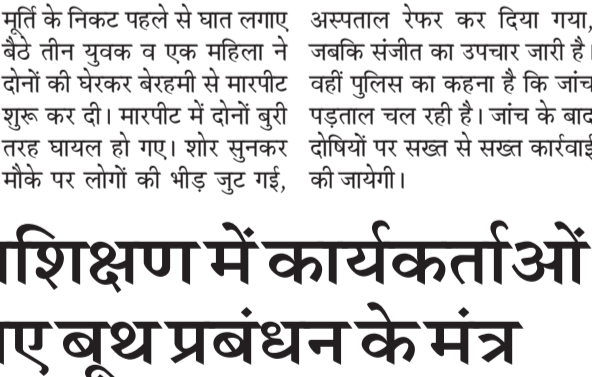 मूर्ति के निकट पहले से घात लगाए
बैठे तीन युवक व एक महिला ने
दोनों की घेरकर बेरहमी से मारपीट
शुरू कर दी। मारपीट में दोनों बुरी
तरह घायल हो गए। शोर सुनकर
मौके पर लोगों की भीड़ जुट गई,
अस्पताल रेफर कर दिया गया,
जबकि संजीत का उपचार जारी है।
वहीं पुलिस का कहना है कि जांच
पड़ताल चल रही है। जांच के बाद
दोषियों पर सख्त से सख्त कार्रवाई
की जायेगी।
शिक्षण में कार्यकर्ताओं
ए बूथ प्रबंधन के मंत्र